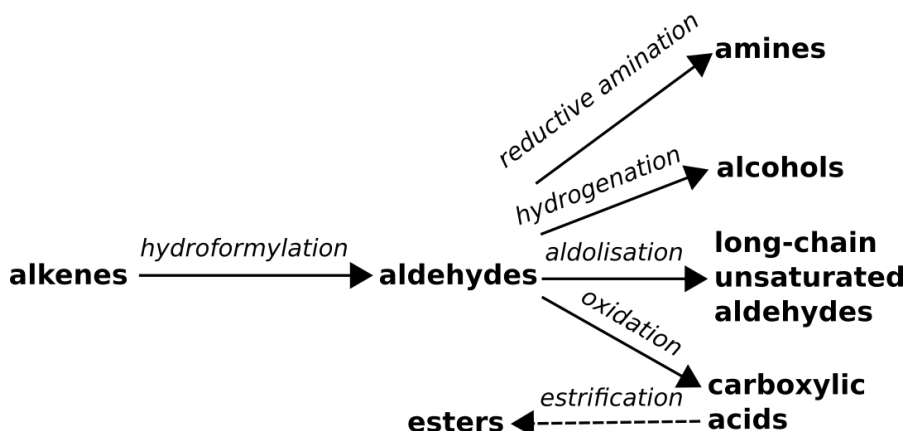 reductive amination
amines
hydrogenation
alcohols
hydroformylation
aldolisation
long-chain
unsaturated
aldehydes
alkenes
aldehydes
oxidation
carboxylic
acids
estrification
esters